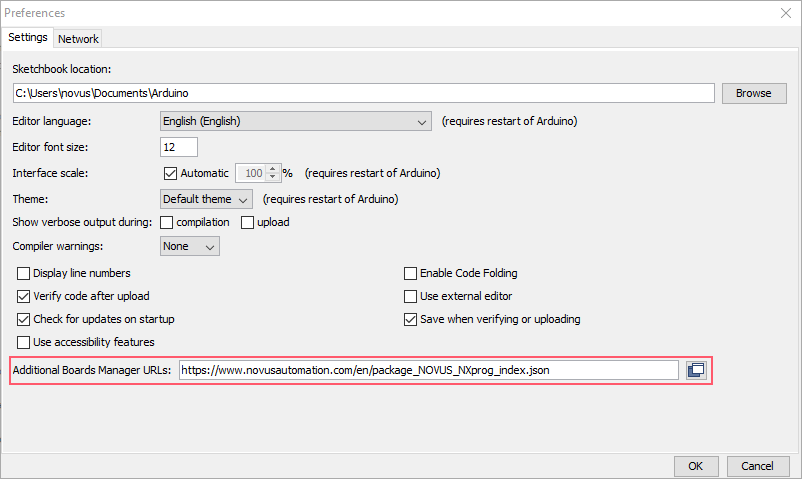 Preferences
Settings Network
Sketchbook location:
C:\Users\novus\Documents\Arduino Browse
Editor language: English (English) (requires restart of Arduino)
Editor font size: 12
Interface scale: Automatic 100 % (requires restart of Arduino)
Theme: Default theme (requires restart of Arduino)
Show verbose output during: compilation upload
Compiler warnings: None
Display line numbers Enable Code Folding
Verify code after upload Use external editor
Check for updates on startup Save when verifying or uploading
Use accessibility features
Additional Boards Manager URLs: https://www.novusautomation.com/en/package_NOVUS_NXprog_index.json
OK Cancel